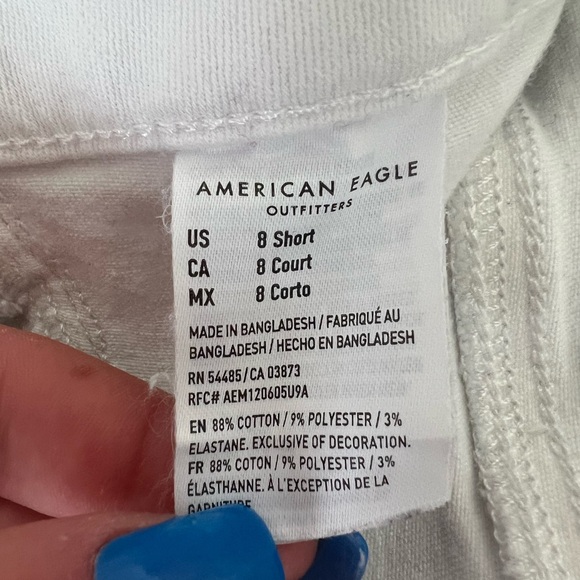 AMERICAN EAGLE
OUTFITTERS
US 8 Short
CA 8 Court
MX 8 Corto
MADE IN BANGLADESH / FABRIQUÉ AU
BANGLADESH / HECHO EN BANGLADESH
RN 54485 / CA 03873
RFC# AEM120605U9A
EN 88% COTTON / 9% POLYESTER / 3%
ELASTANE. EXCLUSIVE OF DECORATION.
FR 88% COTON / 9% POLYESTER / 3%
ÉLASTHANNE. À L'EXCEPTION DE LA
GARNITURE